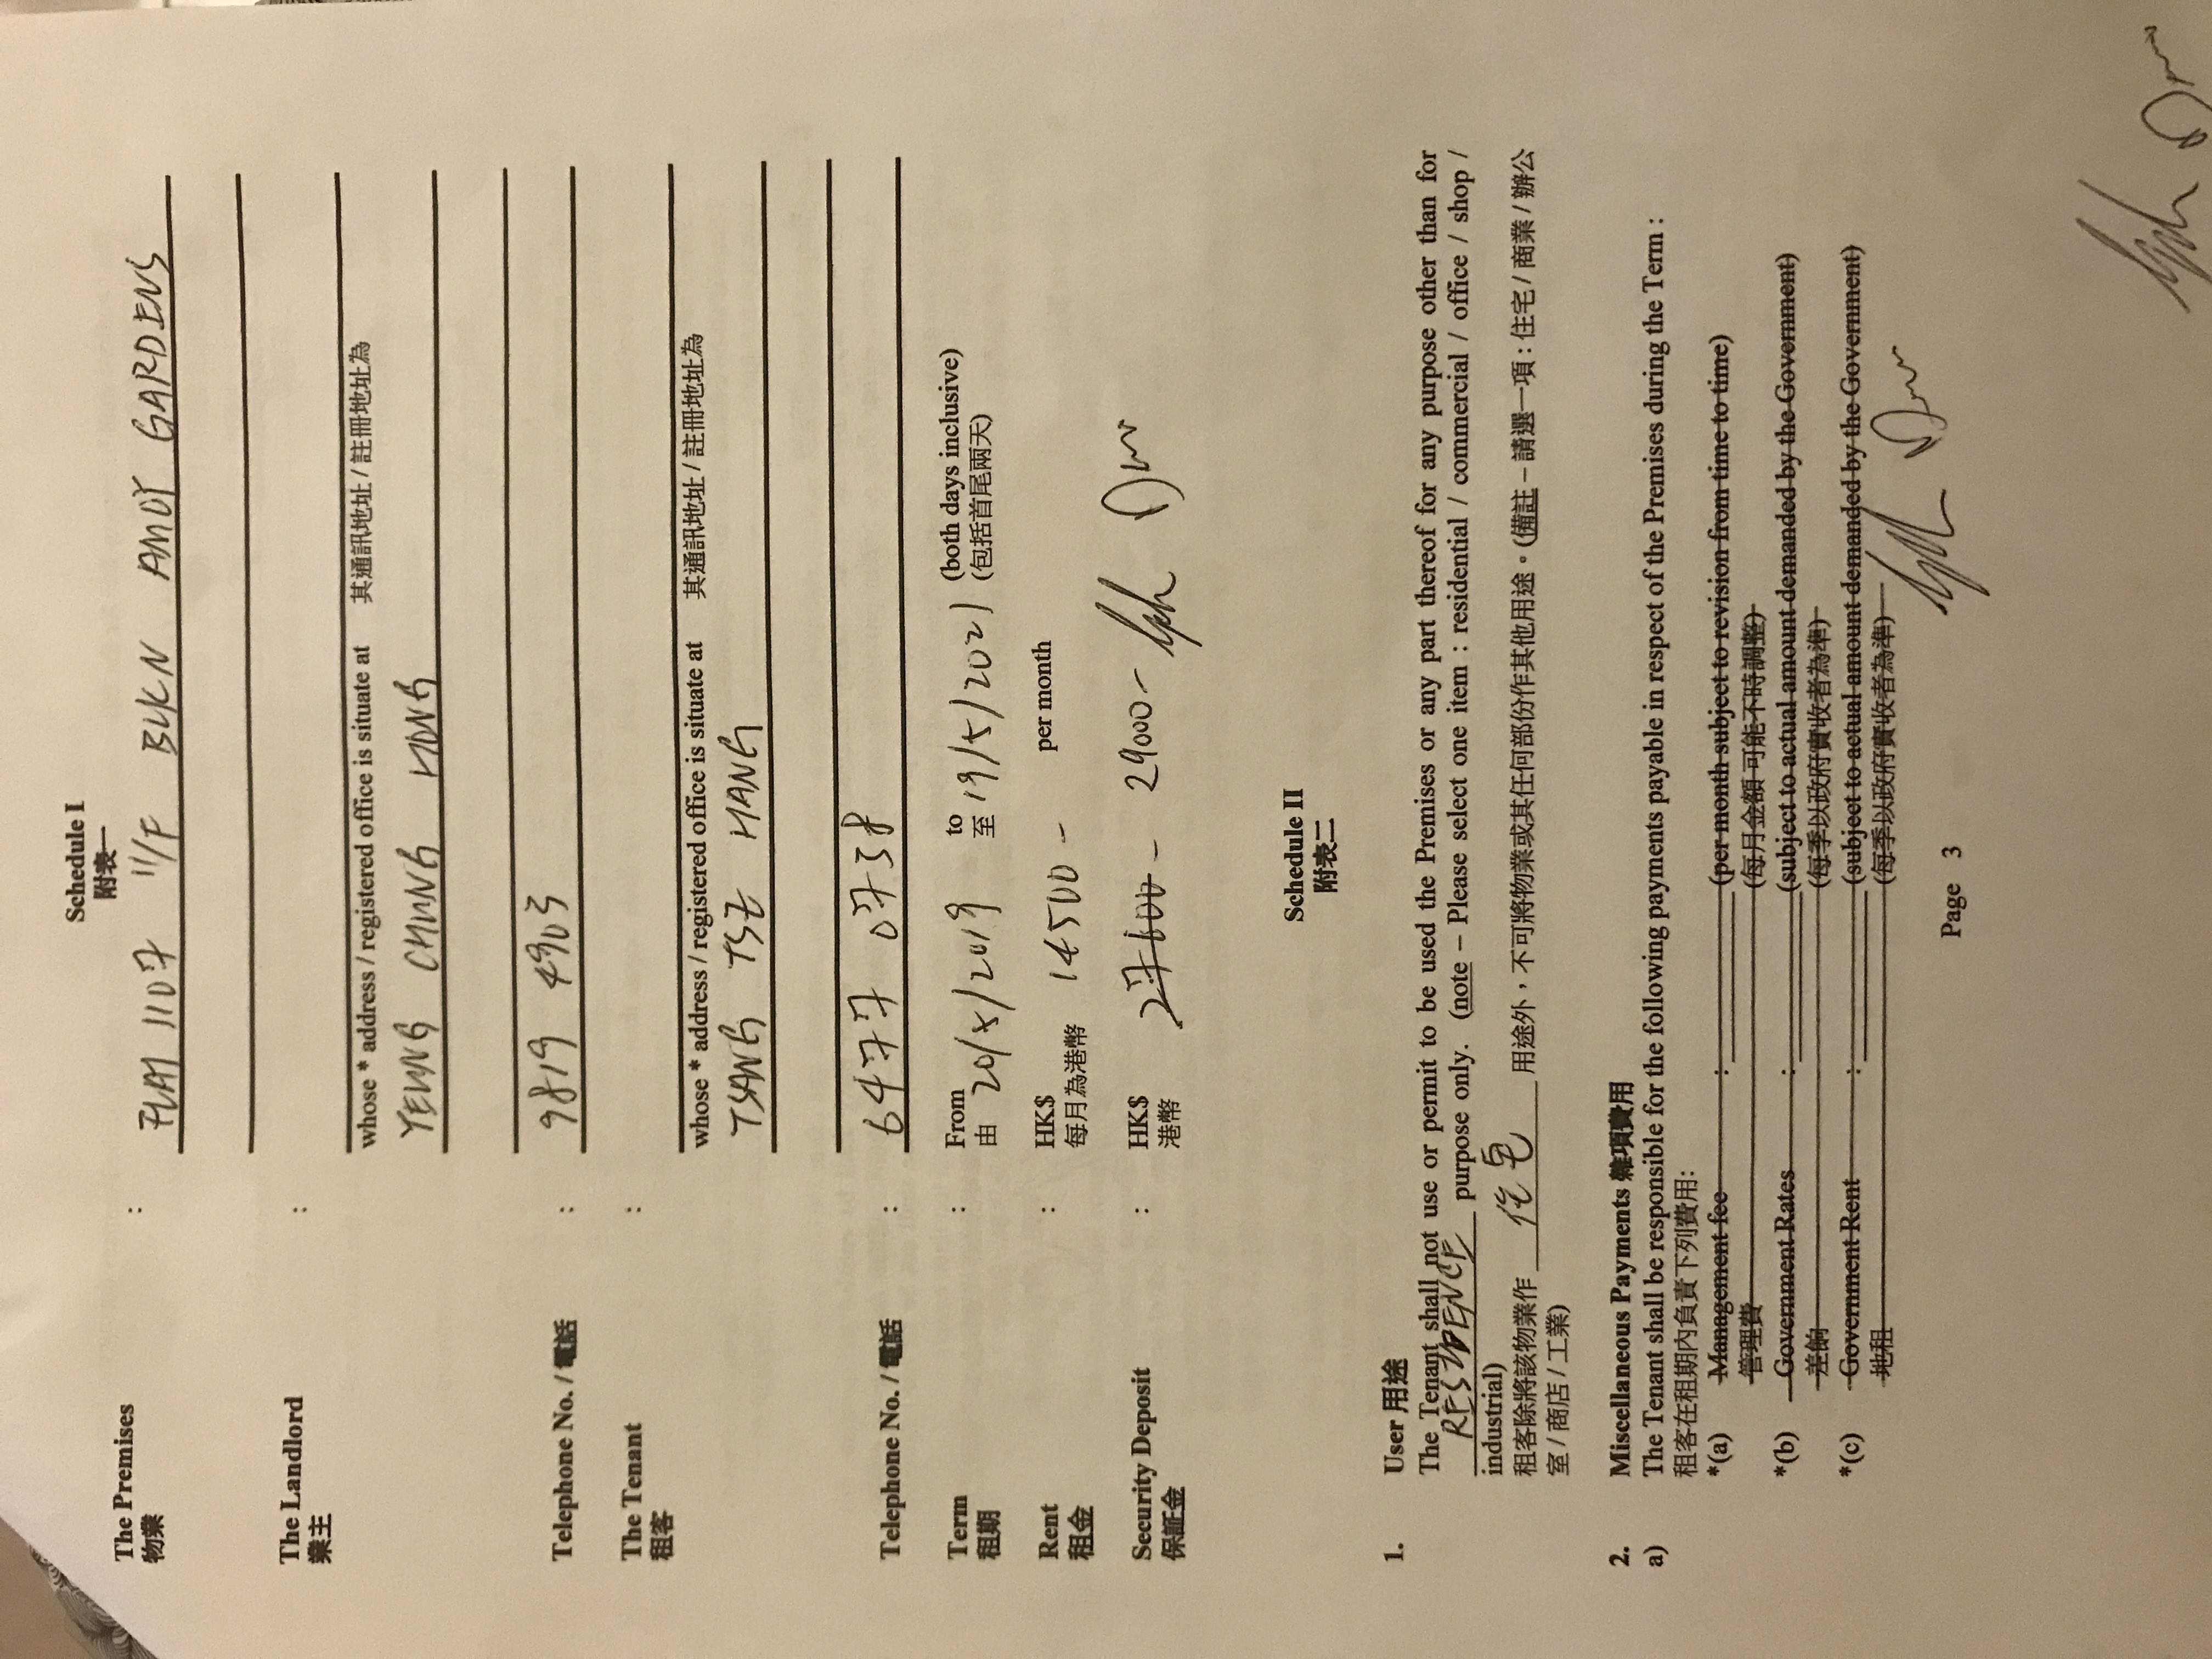 Schedule I
附表一
The Premises : FLAT 1107 11/F BLKN AMOY GARDENS
物業
The Landlord :
業主
whose * address / registered office is situate at 其通訊地址 / 註冊地址為
YEUNG CHUNG HONG
Telephone No. / 電話 : 9819 4903
The Tenant :
租客
whose * address / registered office is situate at 其通訊地址 / 註冊地址為
TSANG TSZ HANG
Telephone No. / 電話 : 6477 0738
Term : From 20/5/2019 to 19/5/2021 (both days inclusive)
租期 由 至 (包括首尾兩天)
Rent : HK$ 14500 - per month
租金 每月為港幣
Security Deposit : HK$ 29000-
保証金 港幣
Schedule II
附表二
1. User 用途
The Tenant shall not use or permit to be used the Premises or any part thereof for any purpose other than for
RESIDENCE purpose only. (note – Please select one item : residential / commercial / office / shop /
industrial)
租客除將該物業作 住宅 用途外，不可將物業或其任何部份作其他用途。(備註 – 請選一項 : 住宅 / 商業 / 辦公
室 / 商店 / 工業)
2. Miscellaneous Payments 雜項費用
a) The Tenant shall be responsible for the following payments payable in respect of the Premises during the Term :
租客在租期內負責下列費用:
*(a) Management fee : (per month subject to revision from time to time)
管理費 (每月金額 可能不時調整)
*(b) Government Rates : (subject to actual amount demanded by the Government)
差餉 (每季以政府實收者為準)
*(c) Government Rent : (subject to actual amount demanded by the Government)
地租 (每季以政府實收者為準)
Page 3